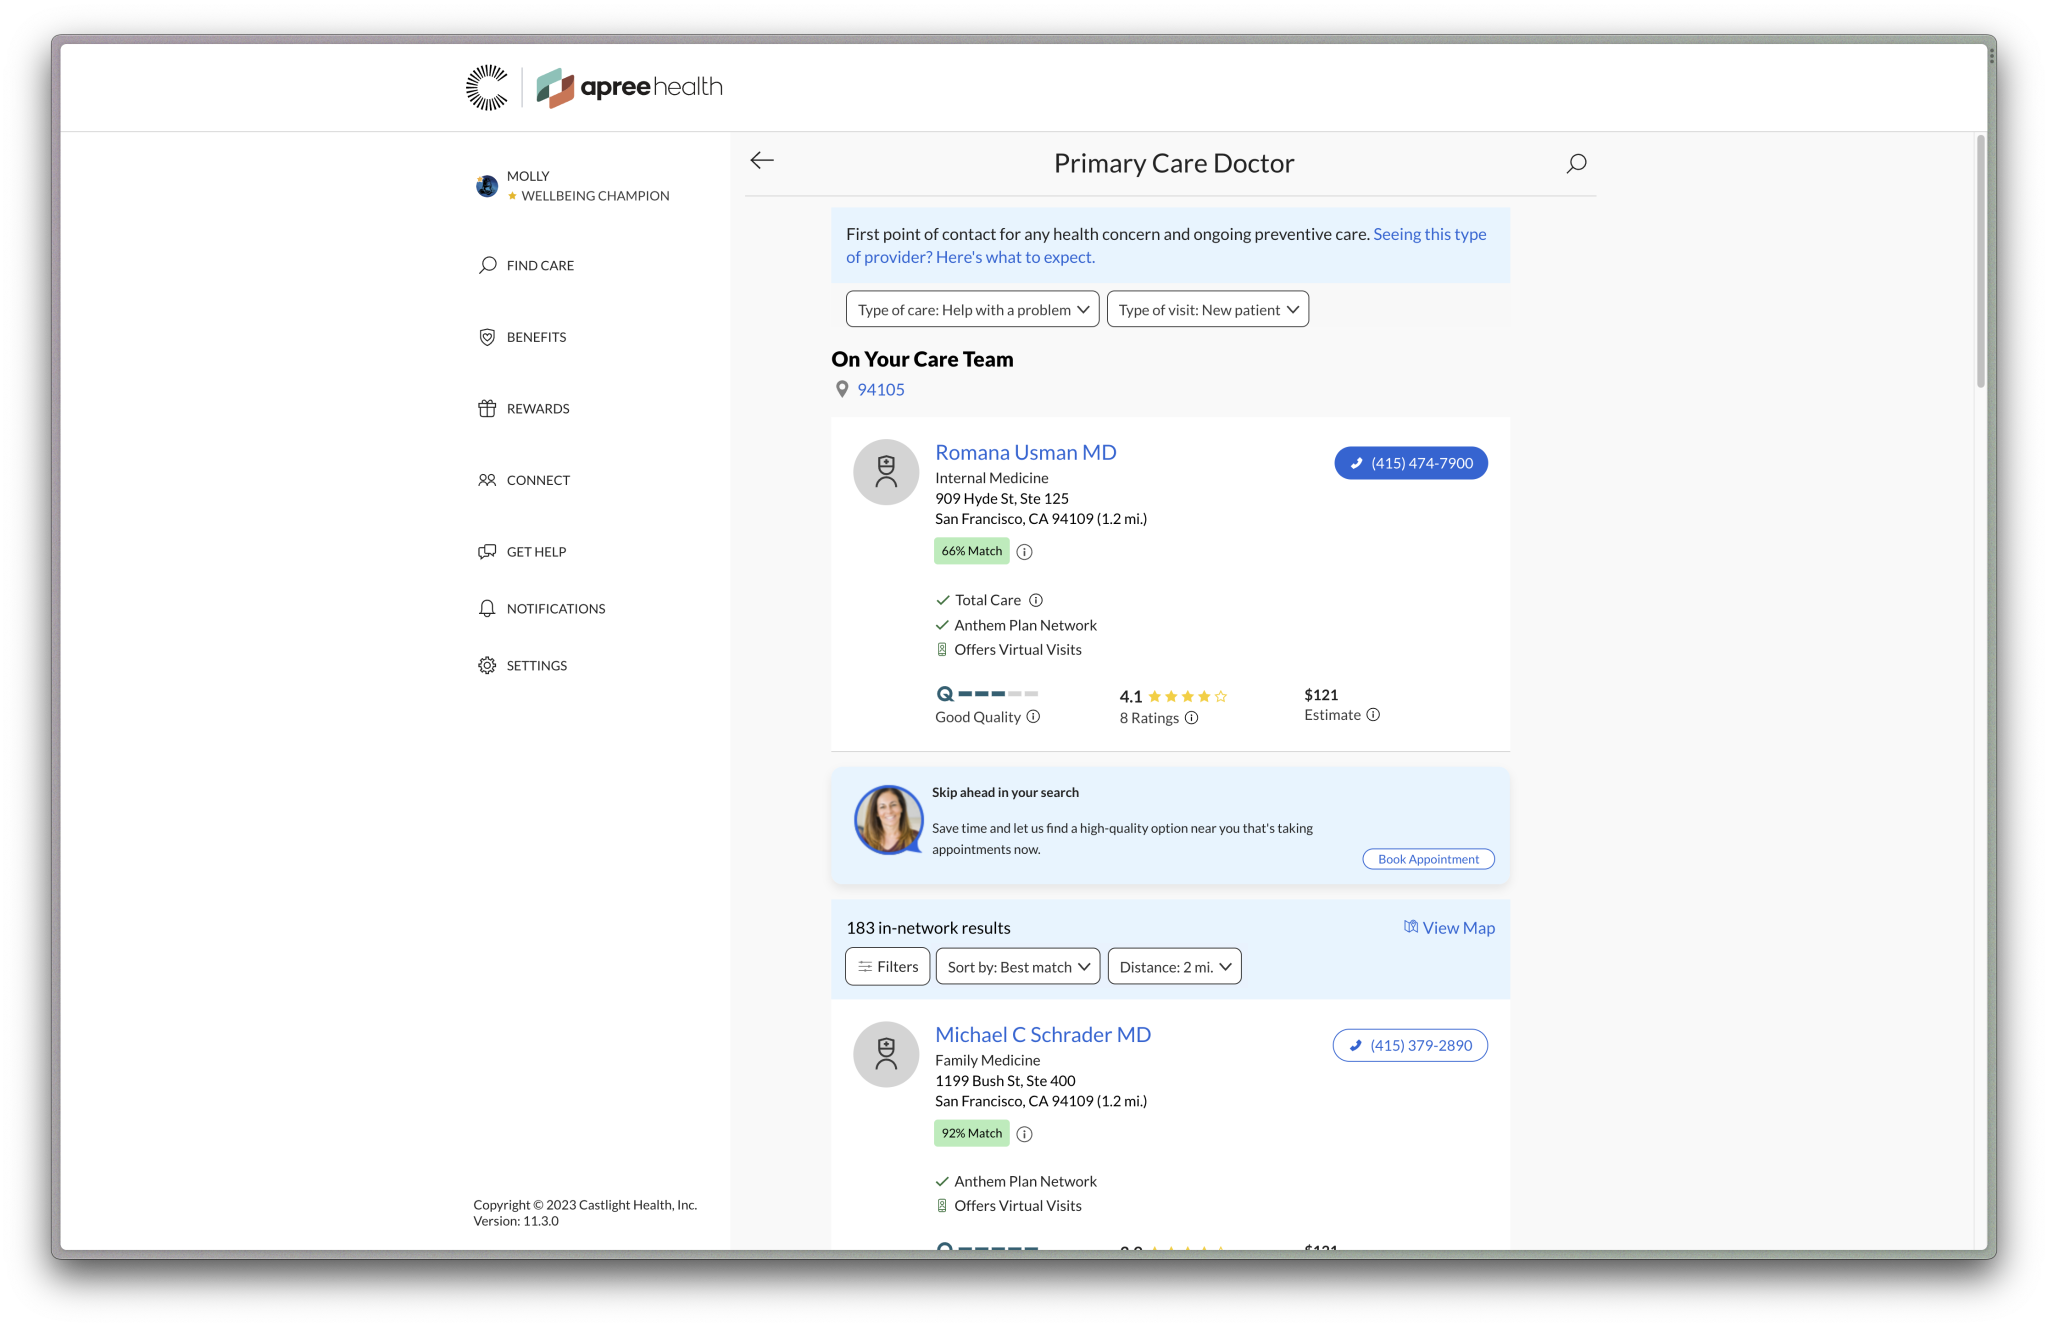 apree health
MOLLY
WELLBEING CHAMPION
FIND CARE
BENEFITS
REWARDS
CONNECT
GET HELP
NOTIFICATIONS
SETTINGS
Copyright © 2023 Castlight Health, Inc.
Version: 11.3.0
Primary Care Doctor
First point of contact for any health concern and ongoing preventive care. Seeing this type
of provider? Here's what to expect.
Type of care: Help with a problem
Type of visit: New patient
On Your Care Team
94105
Romana Usman MD
(415) 474-7900
Internal Medicine
909 Hyde St, Ste 125
San Francisco, CA 94109 (1.2 mi.)
66% Match
Total Care
Anthem Plan Network
Offers Virtual Visits
Good Quality
4.1
8 Ratings
$121
Estimate
Skip ahead in your search
Save time and let us find a high-quality option near you that's taking
appointments now.
Book Appointment
183 in-network results
View Map
Filters
Sort by: Best match
Distance: 2 mi.
Michael C Schrader MD
(415) 379-2890
Family Medicine
1199 Bush St, Ste 400
San Francisco, CA 94109 (1.2 mi.)
92% Match
Anthem Plan Network
Offers Virtual Visits